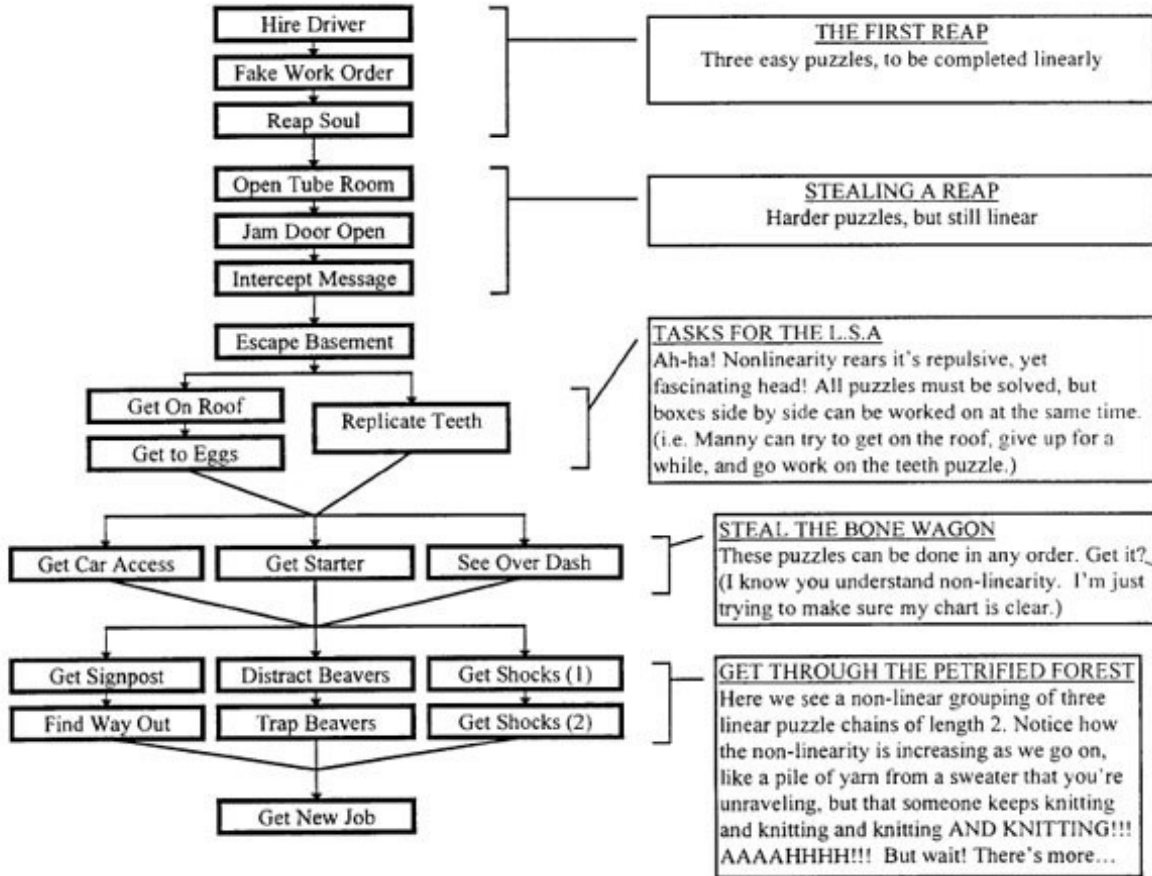 Hire Driver
Fake Work Order
Reap Soul
THE FIRST REAP
Three easy puzzles, to be completed linearly
Open Tube Room
Jam Door Open
Intercept Message
STEALING A REAP
Harder puzzles, but still linear
Escape Basement
Get On Roof
Replicate Teeth
Get to Eggs
TASKS FOR THE L.S.A
Ah-ha! Nonlinearity rears it's repulsive, yet
fascinating head! All puzzles must be solved, but
boxes side by side can be worked on at the same time.
(i.e. Manny can try to get on the roof, give up for a
while, and go work on the teeth puzzle.)
Get Car Access
Get Starter
See Over Dash
STEAL THE BONE WAGON
These puzzles can be done in any order. Get it?
(I know you understand non-linearity. I'm just
trying to make sure my chart is clear.)
Get Signpost
Distract Beavers
Get Shocks (1)
Find Way Out
Trap Beavers
Get Shocks (2)
GET THROUGH THE PETRIFIED FOREST
Here we see a non-linear grouping of three
linear puzzle chains of length 2. Notice how
the non-linearity is increasing as we go on,
like a pile of yarn from a sweater that you're
unraveling, but that someone keeps knitting
and knitting and knitting AND KNITTING!!!
AAAAHHHH!!! But wait! There's more...
Get New Job